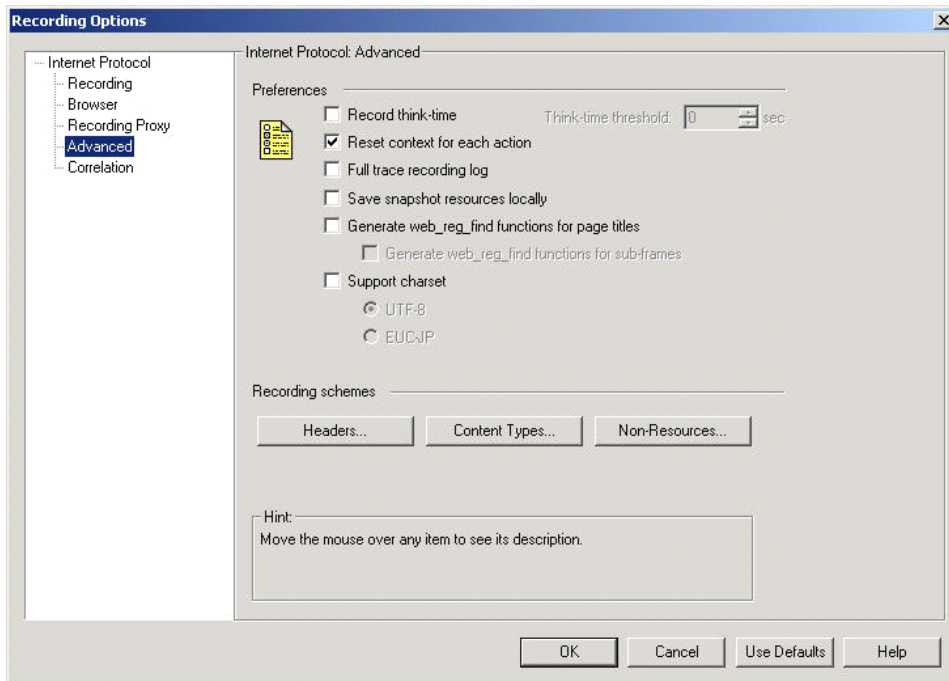 Recording Options
Internet Protocol
Recording
Browser
Recording Proxy
Advanced
Correlation
Internet Protocol: Advanced
Preferences
Record think-time Think-time threshold: 0 sec
Reset context for each action
Full trace recording log
Save snapshot resources locally
Generate web_reg_find functions for page titles
Generate web_reg_find functions for sub-frames
Support charset
UTF-8
EUC-JP
Recording schemes
Headers... Content Types... Non-Resources...
Hint:
Move the mouse over any item to see its description.
OK Cancel Use Defaults Help